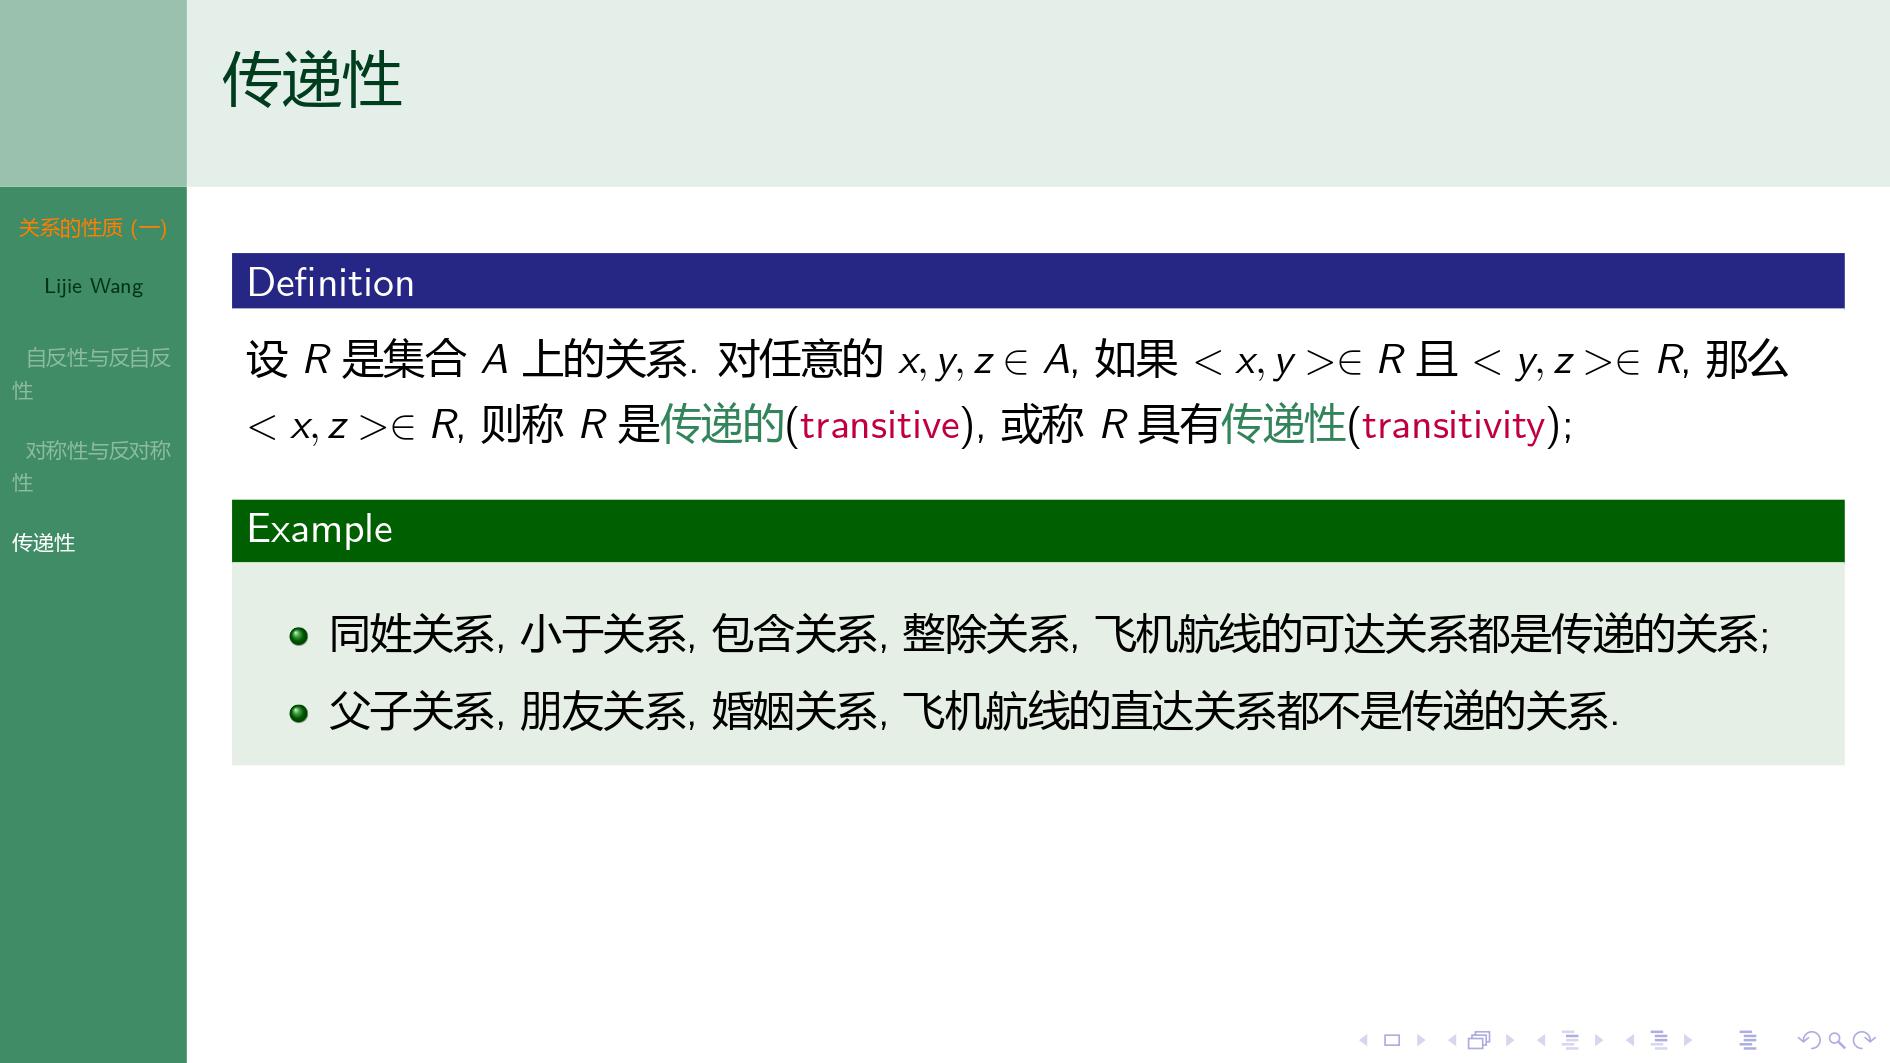 传递性
关系的性质 (一)
Lijie Wang
自反性与反自反
性
对称性与反对称
性
传递性
Definition
设 R 是集合 A 上的关系. 对任意的 x, y, z ∈ A, 如果 < x, y >∈ R 且 < y, z >∈ R, 那么
< x, z >∈ R, 则称 R 是传递的(transitive), 或称 R 具有传递性(transitivity);
Example
同姓关系, 小于关系, 包含关系, 整除关系, 飞机航线的可达关系都是传递的关系;
父子关系, 朋友关系, 婚姻关系, 飞机航线的直达关系都不是传递的关系.